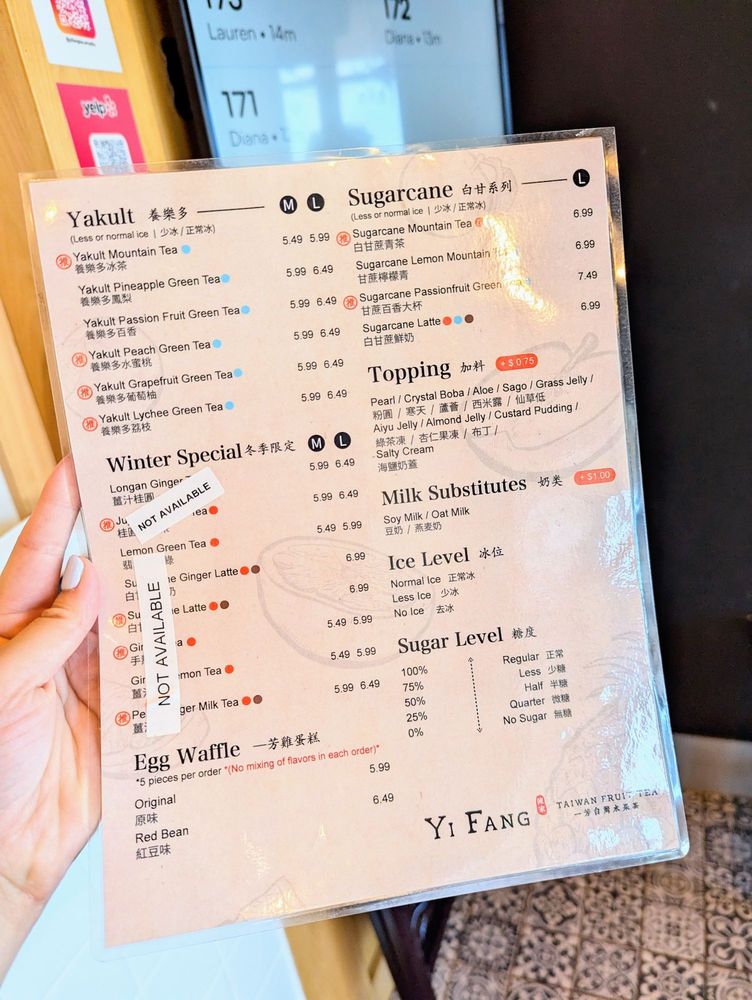 173
172
Lauren • 14m
Diana • 13m
171
Diana •
yelp
Yakult 養樂多 M L
(Less or normal ice | 少冰 / 正常冰)
推 Yakult Mountain Tea 5.49 5.99
養樂多冰茶
Yakult Pineapple Green Tea 5.99 6.49
養樂多鳳梨
Yakult Passion Fruit Green Tea 5.99 6.49
養樂多百香
推 Yakult Peach Green Tea 5.99 6.49
養樂多水蜜桃
推 Yakult Grapefruit Green Tea 5.99 6.49
養樂多葡萄柚
推 Yakult Lychee Green Tea 5.99 6.49
養樂多荔枝
Winter Special 冬季限定 M L
Longan Ginger 5.99 6.49
薑汁桂圓
推 5.99 6.49
桂圓
NOT AVAILABLE
Lemon Green Tea 5.49 5.99
Ginger Latte 6.99
推 Latte 6.99
推 5.49 5.99
Lemon Tea 5.49 5.99
推 Milk Tea 5.99 6.49
NOT AVAILABLE
Egg Waffle 一芳雞蛋糕
*5 pieces per order *(No mixing of flavors in each order)*
Original 5.99
原味
Red Bean 6.49
紅豆味
Sugarcane 白甘系列 L
(Less or normal ice | 少冰 / 正常冰)
推 Sugarcane Mountain Tea 6.99
白甘蔗青茶
Sugarcane Lemon Mountain 6.99
甘蔗檸檬青
推 Sugarcane Passionfruit Green 7.49
甘蔗百香大杯
Sugarcane Latte 6.99
白甘蔗鮮奶
Topping 加料 + $ 0.75
Pearl / Crystal Boba / Aloe / Sago / Grass Jelly /
粉圓 / 寒天 / 蘆薈 / 西米露 / 仙草低
Aiyu Jelly / Almond Jelly / Custard Pudding /
綠茶凍 / 杏仁果凍 / 布丁 /
Salty Cream
海鹽奶蓋
Milk Substitutes 奶类 + $1.00
Soy Milk / Oat Milk
豆奶 / 燕麦奶
Ice Level 冰位
Normal Ice 正常冰
Less Ice 少冰
No Ice 去冰
Sugar Level 糖度
100% Regular 正常
75% Less 少糖
50% Half 半糖
25% Quarter 微糖
0% No Sugar 無糖
YI FANG TAIWAN FRUIT TEA
一芳台灣水果茶